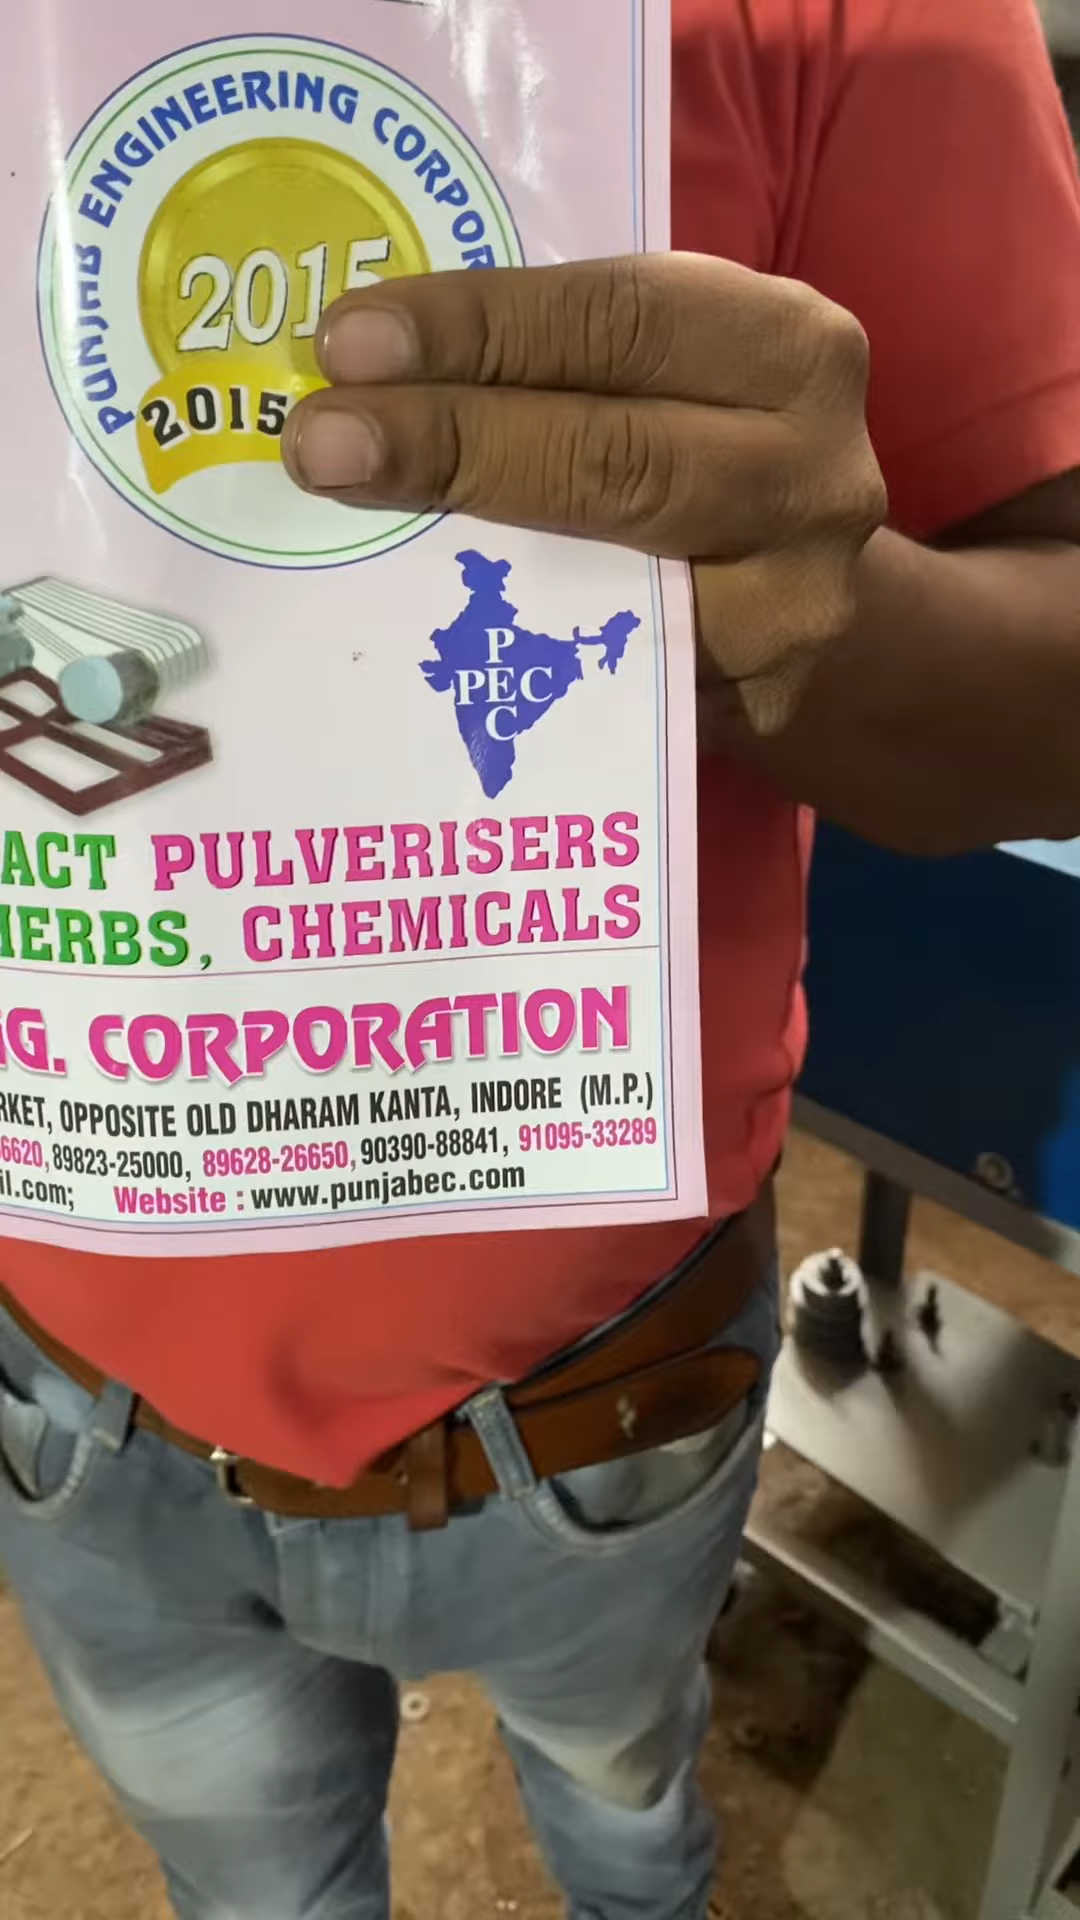 PUNJAB ENGINEERING CORPOR
2015
2015
P
PEC
C
ACT PULVERISERS
HERBS, CHEMICALS
G. CORPORATION
RKET, OPPOSITE OLD DHARAM KANTA, INDORE (M.P.)
6620, 89823-25000, 89628-26650, 90390-88841, 91095-33289
il.com; Website : www.punjabec.com